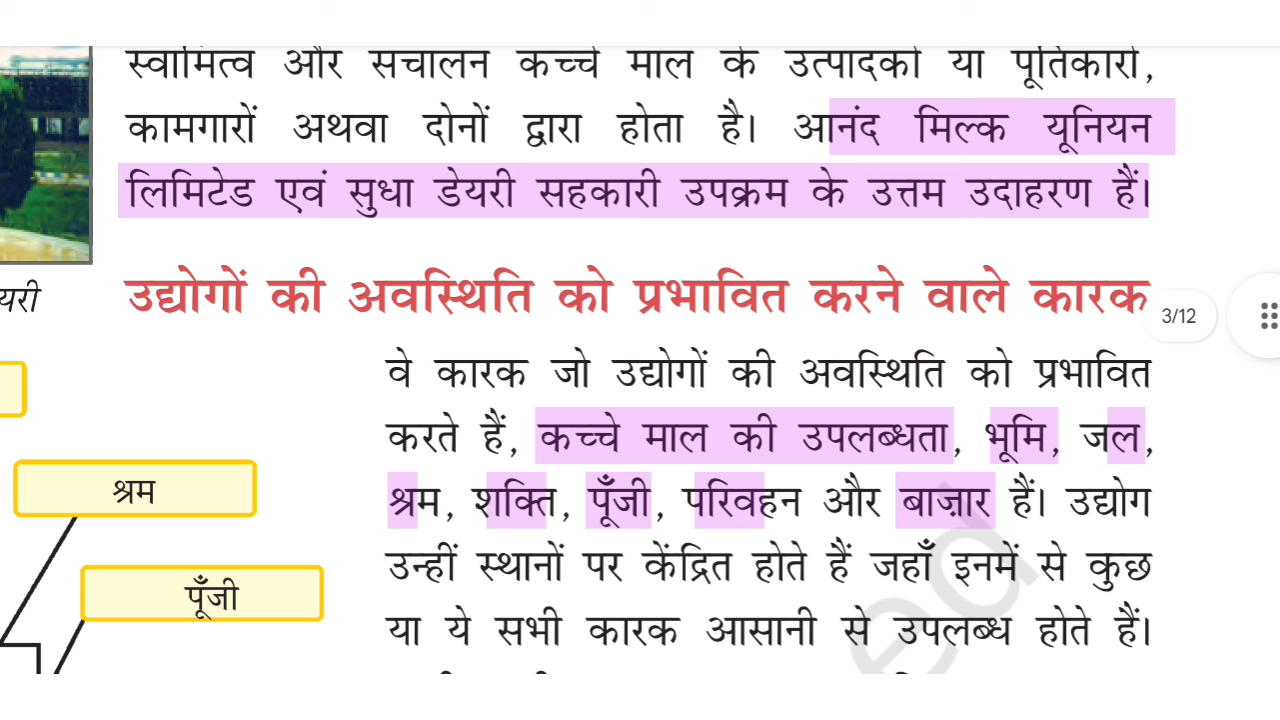 स्वामित्व और संचालन कच्चे माल के उत्पादकों या पूर्तिकारों,
कामगारों अथवा दोनों द्वारा होता है। आनंद मिल्क यूनियन
लिमिटेड एवं सुधा डेयरी सहकारी उपक्रम के उत्तम उदाहरण हैं।
यरी
उद्योगों की अवस्थिति को प्रभावित करने वाले कारक
3/12
वे कारक जो उद्योगों की अवस्थिति को प्रभावित
करते हैं, कच्चे माल की उपलब्धता, भूमि, जल,
श्रम, शक्ति, पूँजी, परिवहन और बाज़ार हैं। उद्योग
उन्हीं स्थानों पर केंद्रित होते हैं जहाँ इनमें से कुछ
या ये सभी कारक आसानी से उपलब्ध होते हैं।
श्रम
पूँजी
ed